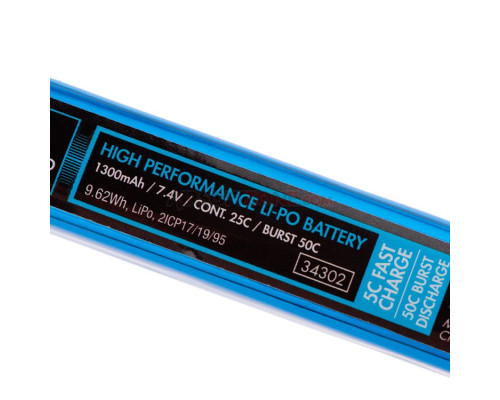 HIGH PERFORMANCE LI-PO BATTERY
1300mAh / 7.4V / CONT. 25C / BURST 50C
9.62Wh, LiPo, 2ICP17/19/95
34302
5C FAST
CHARGE
50C BURST
DISCHARGE